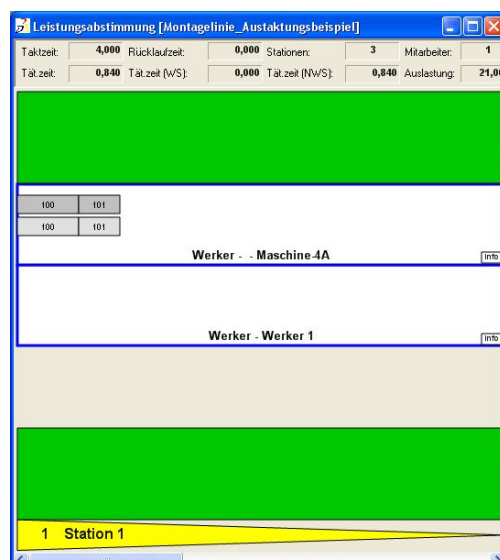 Leistungsabstimmung [Montagelinie_Austaktungsbeispiel]
Taktzeit: 4,000 Rücklaufzeit: 0,000 Stationen: 3 Mitarbeiter: 1
Tät.zeit: 0,840 Tät.zeit (WS): 0,000 Tät.zeit (NWS): 0,840 Auslastung: 21,0
100 101
100 101
Werker - - Maschine-4A Info
Werker - Werker 1 Info
1 Station 1